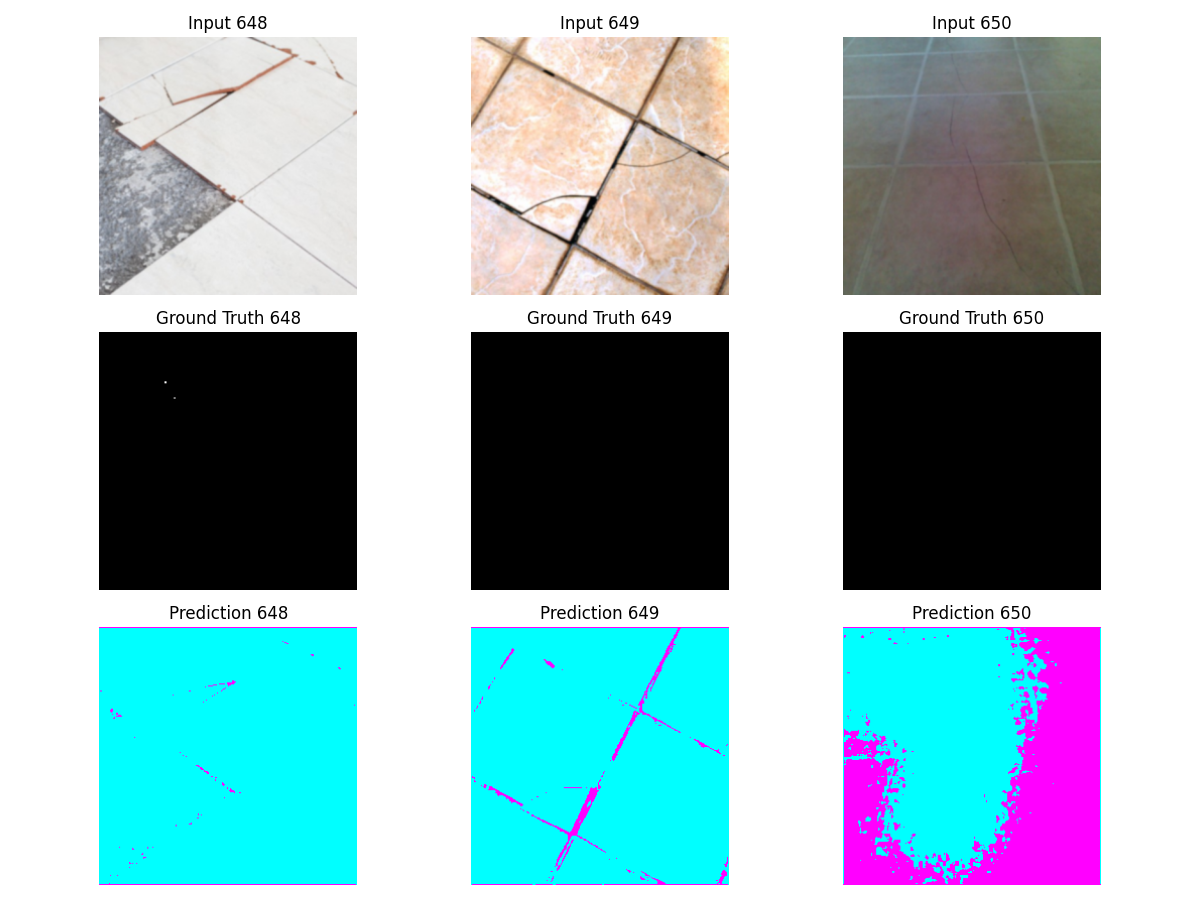 Input 648
Input 649
Input 650
Ground Truth 648
Ground Truth 649
Ground Truth 650
Prediction 648
Prediction 649
Prediction 650